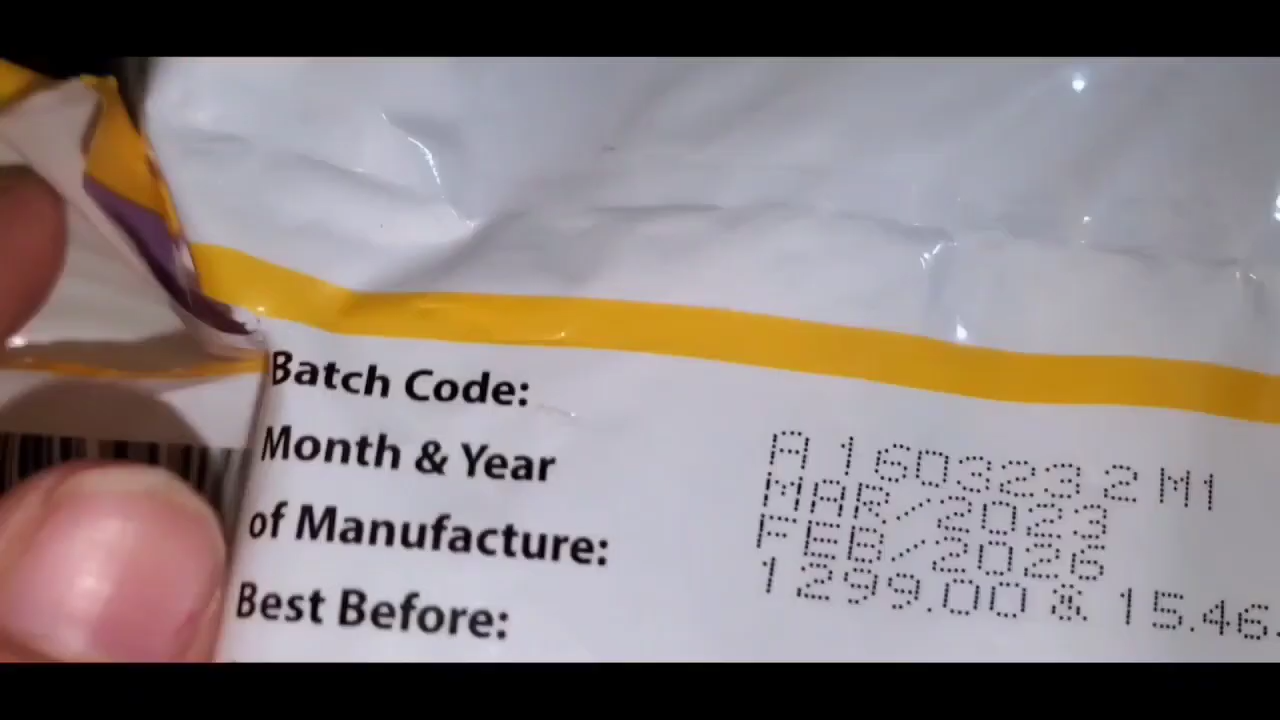 Batch Code:
Month & Year
of Manufacture:
Best Before:
A 160323 2 M1
MAR/2023
FEB/2026
1299.00 & 15.46